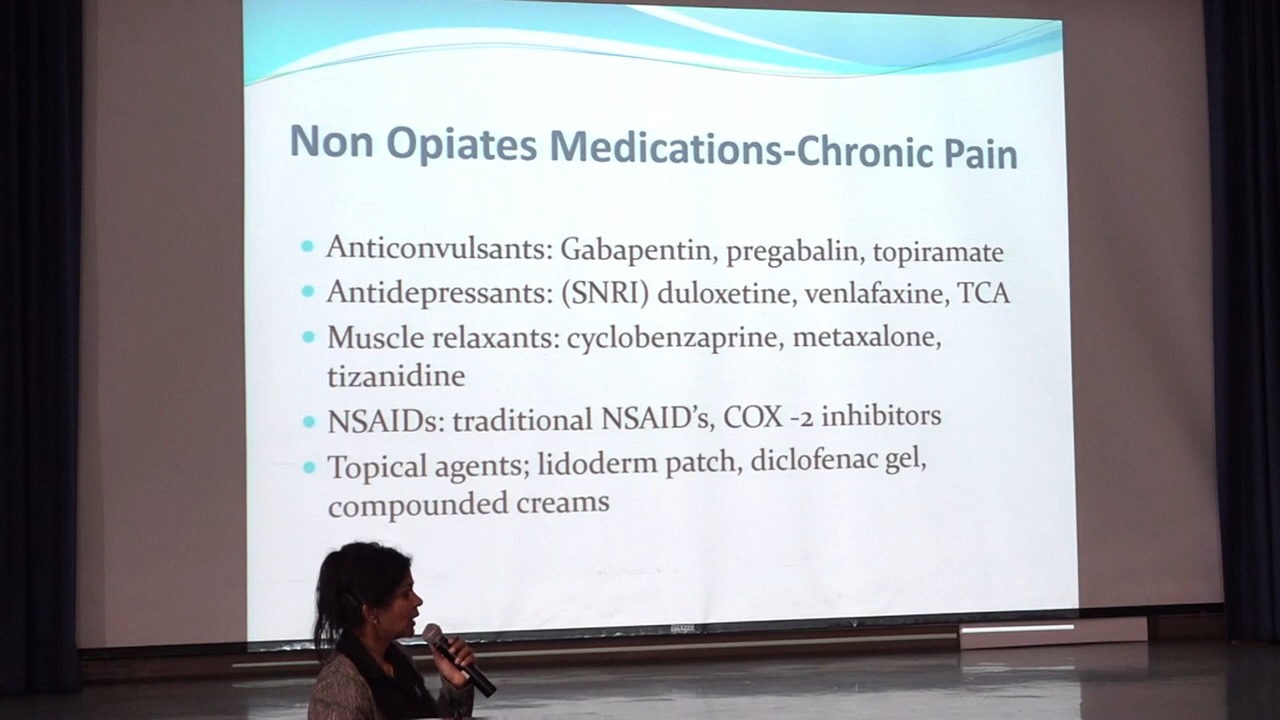 Non Opiates Medications-Chronic Pain
Anticonvulsants: Gabapentin, pregabalin, topiramate
Antidepressants: (SNRI) duloxetine, venlafaxine, TCA
Muscle relaxants: cyclobenzaprine, metaxalone,
tizanidine
NSAIDs: traditional NSAID's, COX -2 inhibitors
Topical agents; lidoderm patch, diclofenac gel,
compounded creams